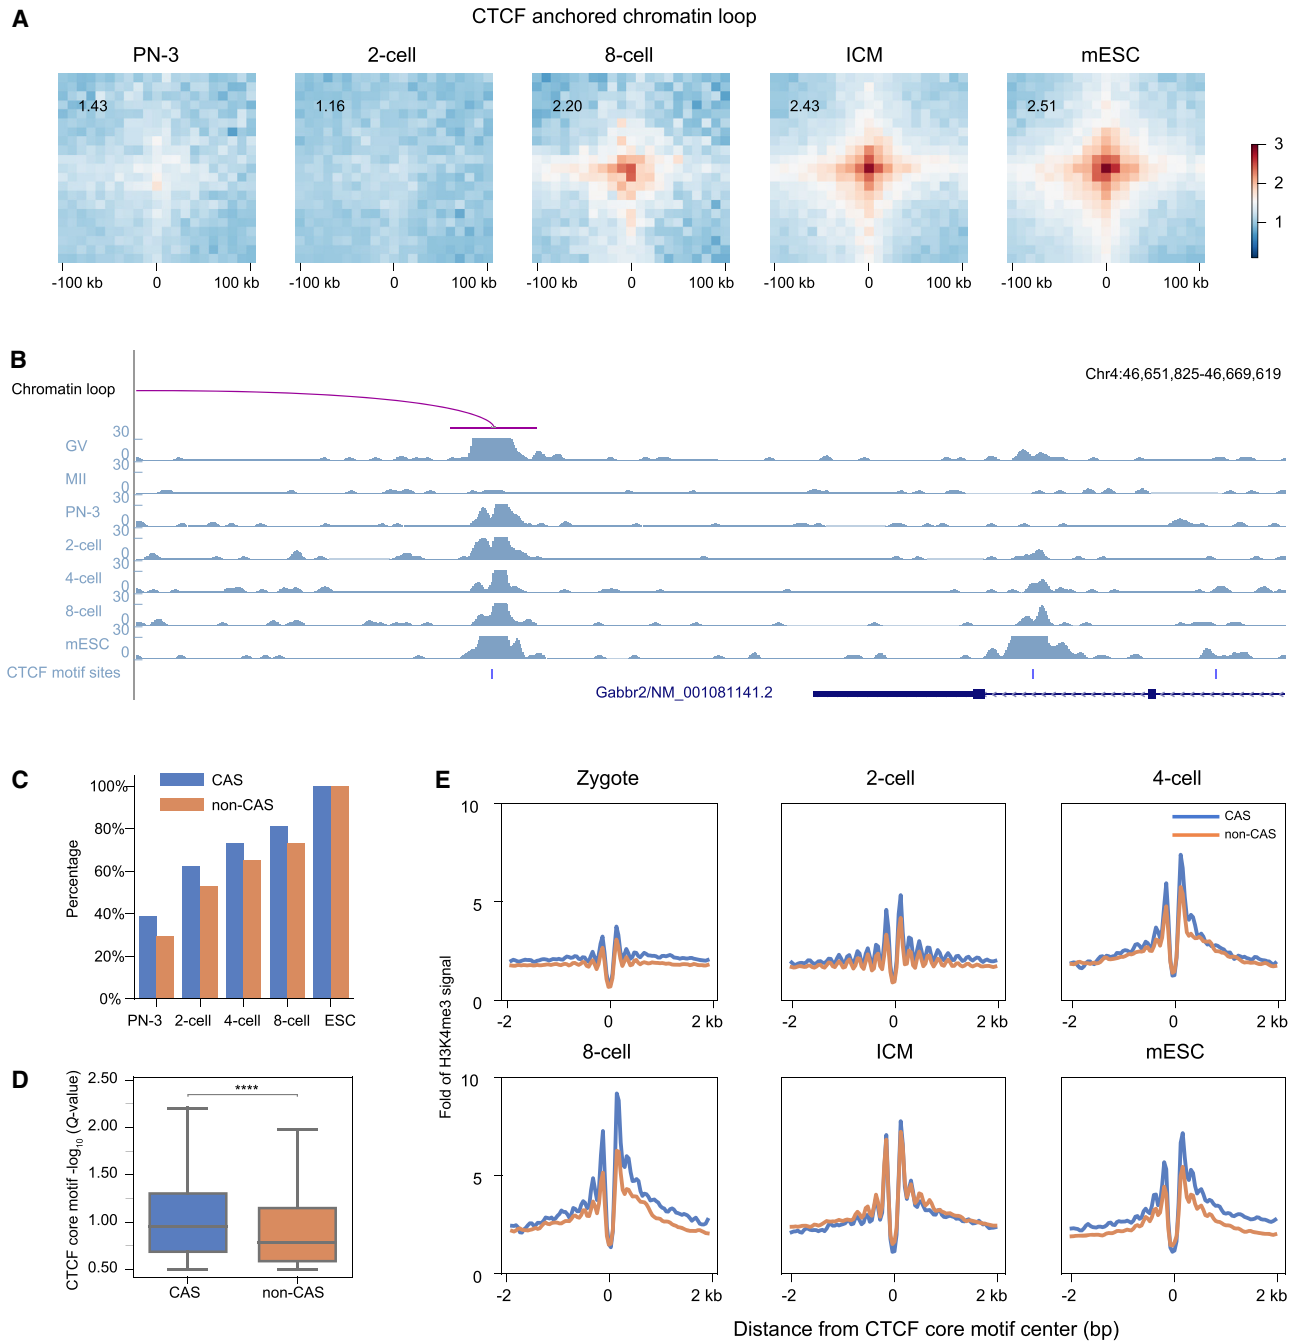 A
CTCF anchored chromatin loop
PN-3 2-cell 8-cell ICM mESC
1.43 1.16 2.20 2.43 2.51
3
2
1
-100 kb 0 100 kb -100 kb 0 100 kb -100 kb 0 100 kb -100 kb 0 100 kb -100 kb 0 100 kb
B
Chr4:46,651,825-46,669,619
Chromatin loop
GV 30 0
MII 30 0
PN-3 30 0
2-cell 30 0
4-cell 30 0
8-cell 30 0
mESC 30 0
CTCF motif sites
Gabbr2/NM_001081141.2
C
CAS
non-CAS
Percentage
100%
80%
60%
40%
20%
0%
PN-3 2-cell 4-cell 8-cell ESC
D
CTCF core motif -log10 (Q-value)
2.50
2.00
1.50
1.00
0.50
****
CAS non-CAS
E
Zygote 2-cell 4-cell
CAS
non-CAS
10
5
0
-2 0 2 kb -2 0 2 kb -2 0 2 kb
Fold of H3K4me3 signal
8-cell ICM mESC
10
5
0
-2 0 2 kb -2 0 2 kb -2 0 2 kb
Distance from CTCF core motif center (bp)